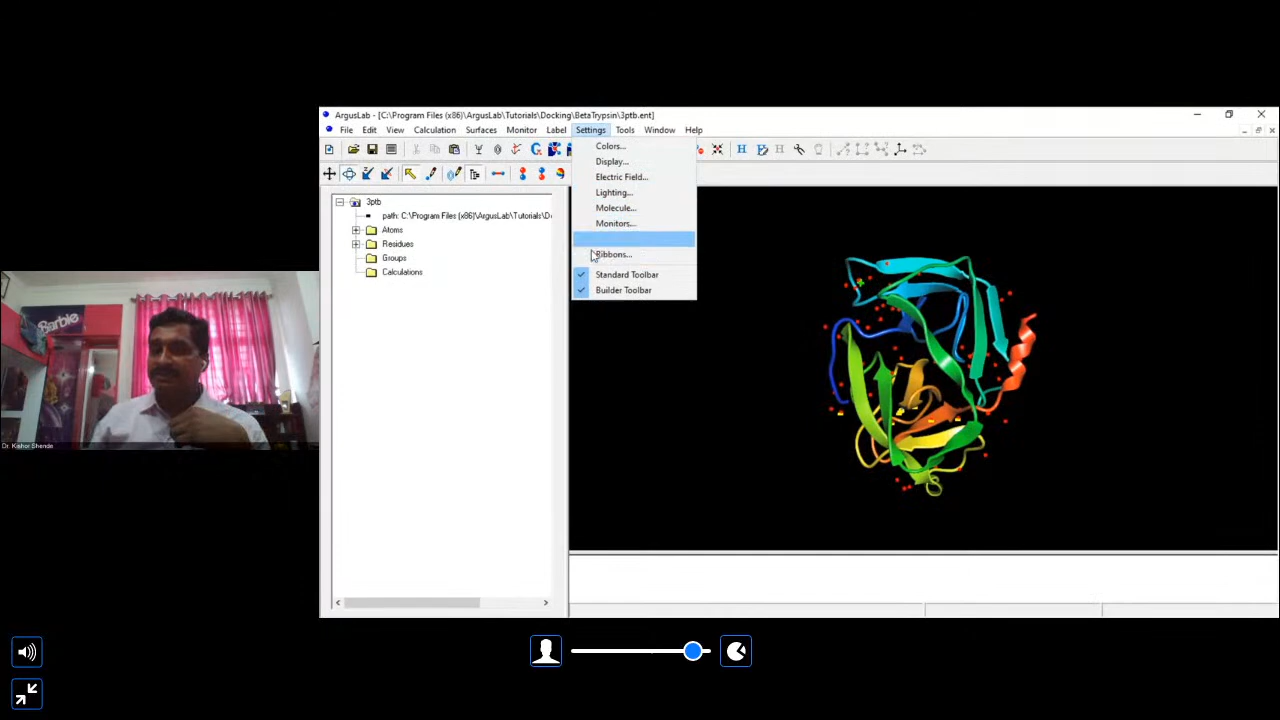 ArgusLab - [C:\Program Files (x86)\ArgusLab\Tutorials\Docking\BetaTrypsin\3ptb.ent]
File Edit View Calculation Surfaces Monitor Label Settings Tools Window Help
Colors...
Display...
Electric Field...
Lighting...
Molecule...
Monitors...
Ribbons...
Standard Toolbar
Builder Toolbar
3ptb
path: C:\Program Files (x86)\ArgusLab\Tutorials\Do
Atoms
Residues
Groups
Calculations
Barbie
Dr. Kishor Shende